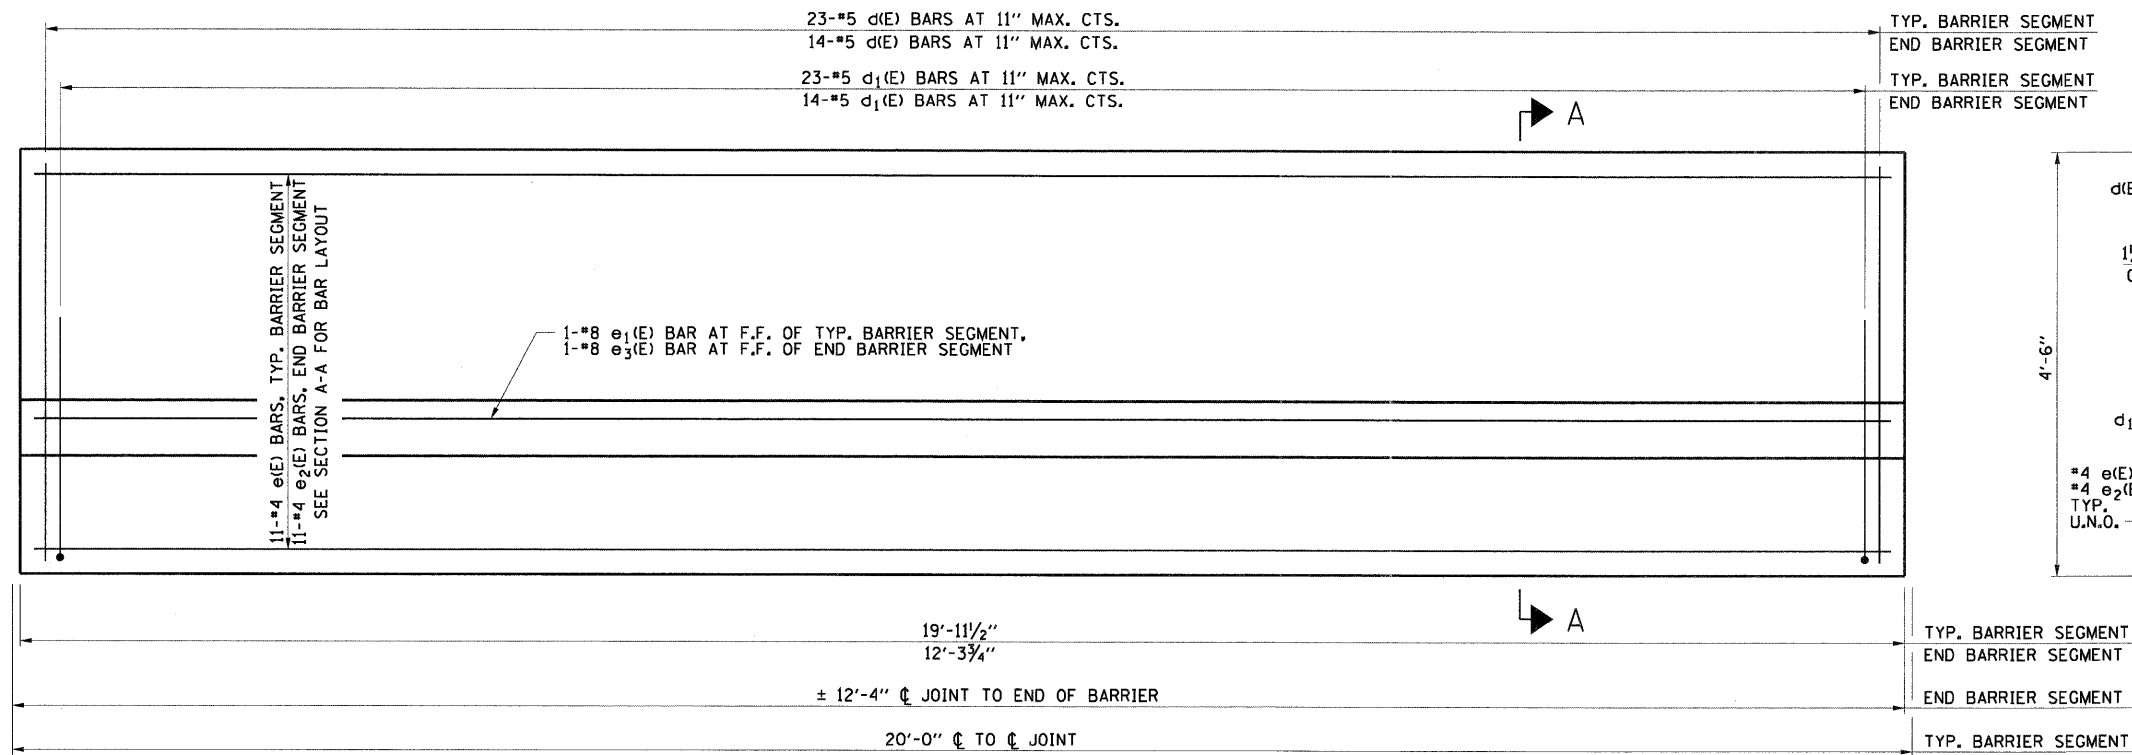 23-#5 d(E) BARS AT 11" MAX. CTS.
14-#5 d(E) BARS AT 11" MAX. CTS.
TYP. BARRIER SEGMENT
END BARRIER SEGMENT
23-#5 d₁(E) BARS AT 11" MAX. CTS.
14-#5 d₁(E) BARS AT 11" MAX. CTS.
TYP. BARRIER SEGMENT
END BARRIER SEGMENT
A
11-#4 e(E) BARS, TYP. BARRIER SEGMENT
11-#4 e₂(E) BARS, END BARRIER SEGMENT
SEE SECTION A-A FOR BAR LAYOUT
1-#8 e₁(E) BAR AT F.F. OF TYP. BARRIER SEGMENT,
1-#8 e₃(E) BAR AT F.F. OF END BARRIER SEGMENT
4'-6"
d(E
d₁
#4 e(E)
#4 e₂(E
TYP.
U.N.O.
A
19'-11½"
12'-3¾"
TYP. BARRIER SEGMENT
END BARRIER SEGMENT
± 12'-4" ℄ JOINT TO END OF BARRIER
END BARRIER SEGMENT
20'-0" ℄ TO ℄ JOINT
TYP. BARRIER SEGMENT